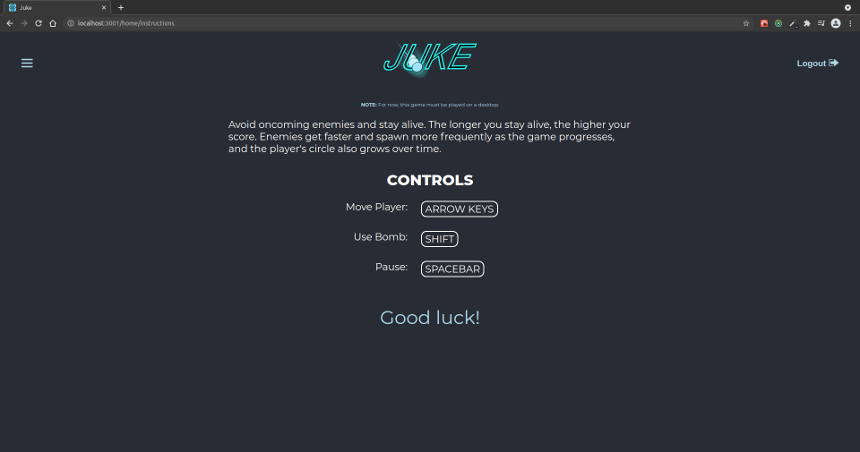 Juke
localhost:3001/home/instructions
JUKE
Logout
NOTE: For now, this game must be played on a desktop.
Avoid oncoming enemies and stay alive. The longer you stay alive, the higher your
score. Enemies get faster and spawn more frequently as the game progresses,
and the player's circle also grows over time.
CONTROLS
Move Player: ARROW KEYS
Use Bomb: SHIFT
Pause: SPACEBAR
Good luck!